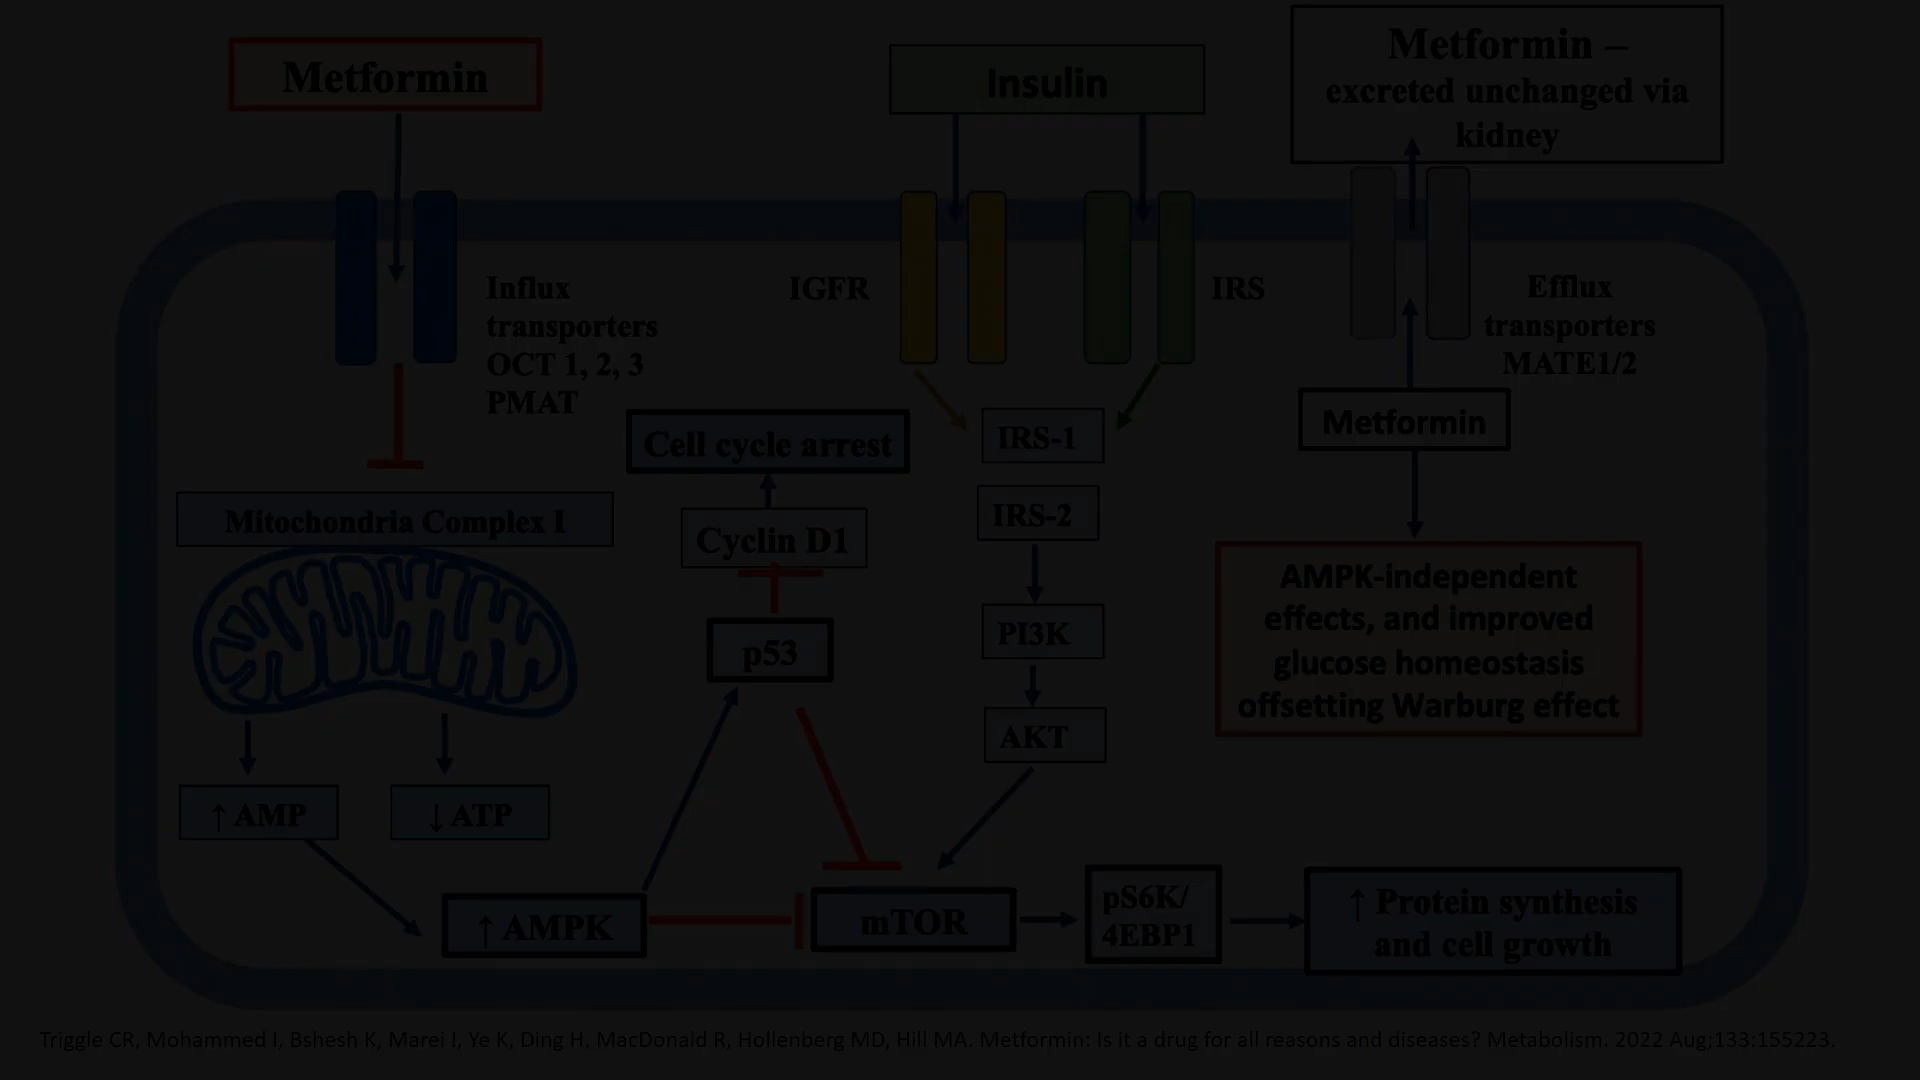 Metformin
Insulin
Metformin –
excreted unchanged via
kidney
Influx
transporters
OCT 1, 2, 3
PMAT
IGFR
IRS
Efflux
transporters
MATE1/2
Cell cycle arrest
IRS-1
Metformin
Mitochondria Complex I
Cyclin D1
IRS-2
AMPK-independent
effects, and improved
glucose homeostasis
offsetting Warburg effect
p53
PI3K
AKT
↑ AMP
↓ ATP
↑ AMPK
mTOR
pS6K/
4EBP1
↑ Protein synthesis
and cell growth
Triggle CR, Mohammed I, Bshesh K, Marei I, Ye K, Ding H, MacDonald R, Hollenberg MD, Hill MA. Metformin: Is it a drug for all reasons and diseases? Metabolism. 2022 Aug;133:155223.